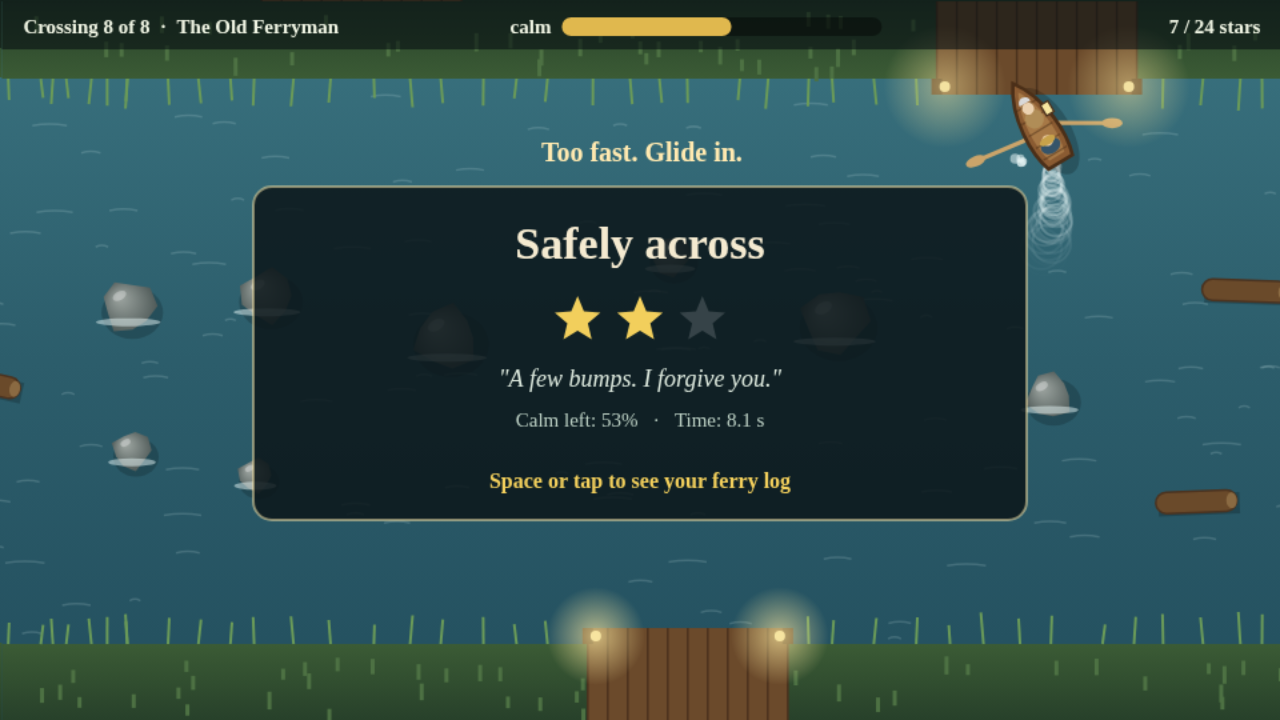 Crossing 8 of 8 · The Old Ferryman
calm
7 / 24 stars
Too fast. Glide in.
Safely across
"A few bumps. I forgive you."
Calm left: 53% · Time: 8.1 s
Space or tap to see your ferry log